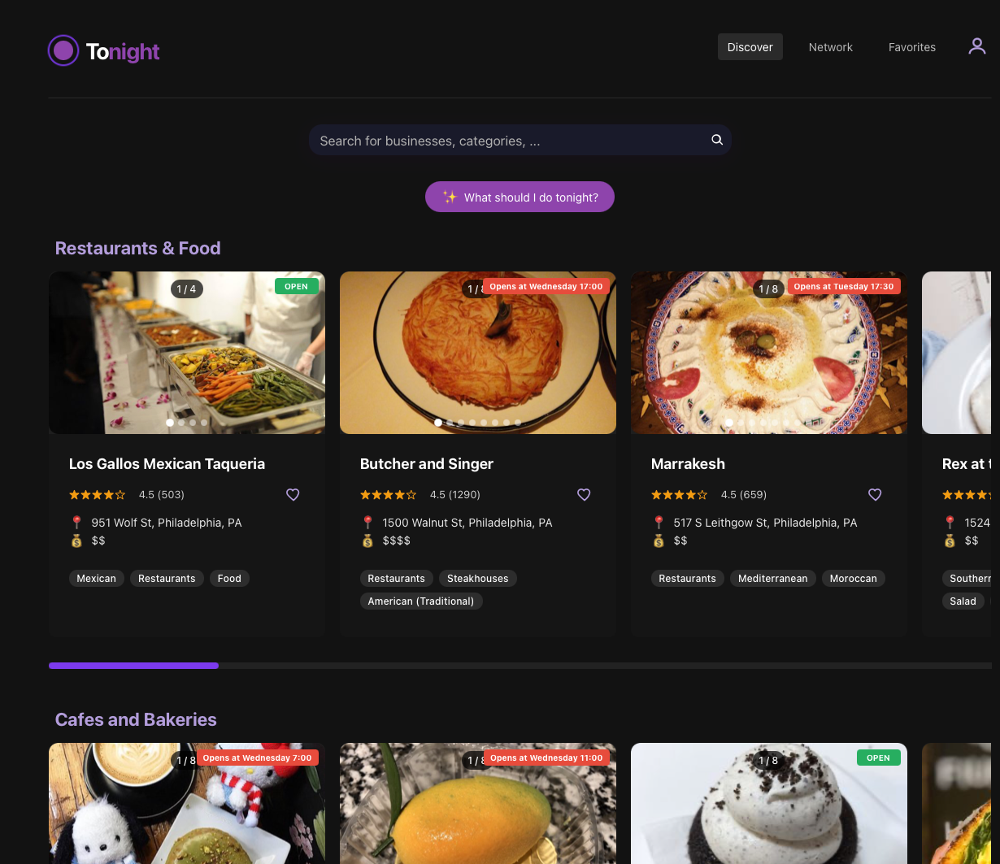 Tonight
Discover Network Favorites
Search for businesses, categories, ...
✨ What should I do tonight?
Restaurants & Food
1 / 4 OPEN
1 / 8 Opens at Wednesday 17:00
1 / 8 Opens at Tuesday 17:30
Los Gallos Mexican Taqueria
4.5 (503)
951 Wolf St, Philadelphia, PA
$$
Mexican Restaurants Food
Butcher and Singer
4.5 (1290)
1500 Walnut St, Philadelphia, PA
$$$$
Restaurants Steakhouses
American (Traditional)
Marrakesh
4.5 (659)
517 S Leithgow St, Philadelphia, PA
$$
Restaurants Mediterranean Moroccan
Rex at
1524
$$
Salad
Cafes and Bakeries
1 / 8 Opens at Wednesday 7:00
1 / 8 Opens at Wednesday 11:00
1 / 8 OPEN